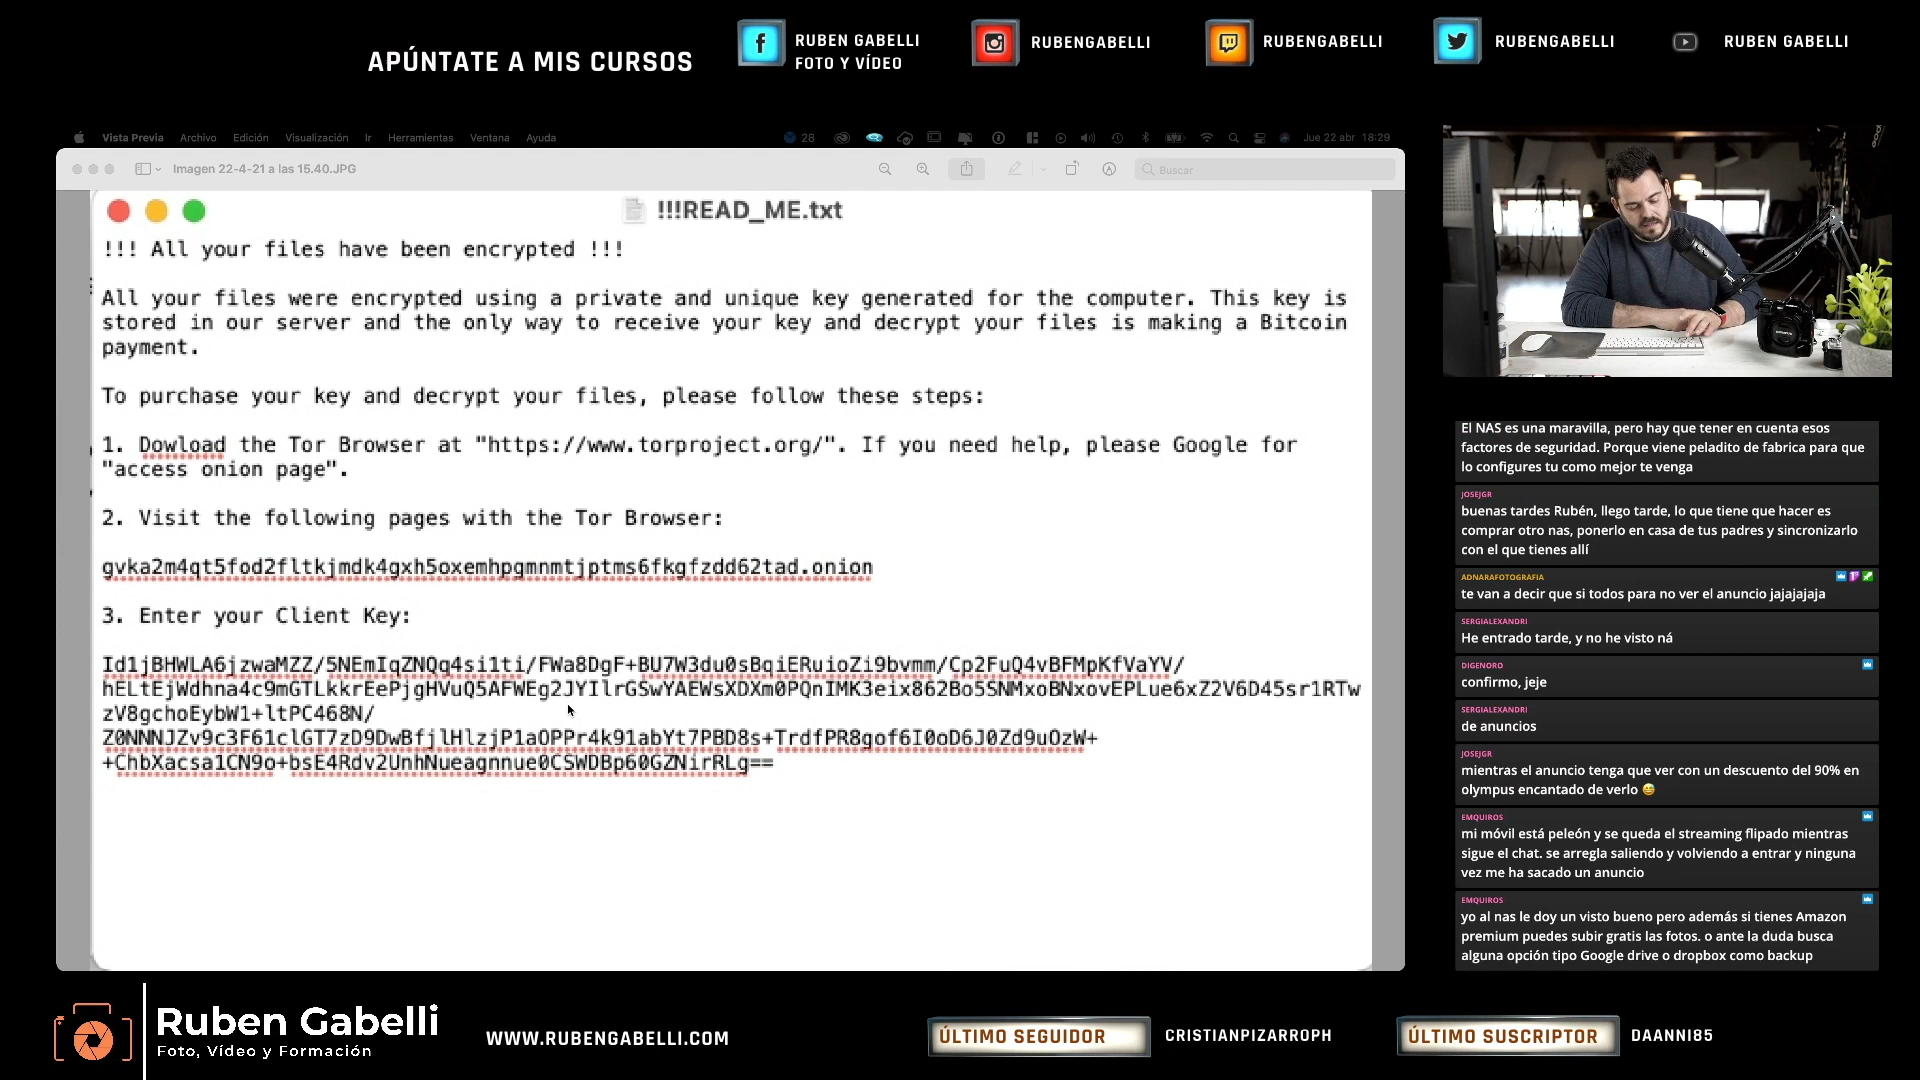 APÚNTATE A MIS CURSOS
RUBEN GABELLI
FOTO Y VÍDEO
RUBENGABELLI
RUBENGABELLI
RUBENGABELLI
RUBEN GABELLI
Vista Previa Archivo Edición Visualización Ir Herramientas Ventana Ayuda
28
Jue 22 abr 18:29
Imagen 22-4-21 a las 15.40.JPG
Buscar
!!!READ_ME.txt
!!! All your files have been encrypted !!!
All your files were encrypted using a private and unique key generated for the computer. This key is
stored in our server and the only way to receive your key and decrypt your files is making a Bitcoin
payment.
To purchase your key and decrypt your files, please follow these steps:
1. Dowload the Tor Browser at "https://www.torproject.org/". If you need help, please Google for
"access onion page".
2. Visit the following pages with the Tor Browser:
gvka2m4qt5fod2fltkjmdk4gxh5oxemhpgmnmtjptms6fkgfzdd62tad.onion
3. Enter your Client Key:
Id1jBHWLA6jzwaMZZ/5NEmIqZNQq4si1ti/FWa8DgF+BU7W3du0sBqiERuioZi9bvmm/Cp2FuQ4vBFMpKfVaYV/
hELtEjWdhna4c9mGTLkkrEePjgHVuQ5AFWEg2JYIlrGSwYAEWsXDXm0PQnIMK3eix862Bo5SNMxoBNxovEPLue6xZ2V6D45sr1RTw
zV8gchoEybW1+ltPC468N/
Z0NNNJZv9c3F61clGT7zD9DwBfjlHlzjP1aOPPr4k91abYt7PBD8s+TrdfPR8gof6I0oD6J0Zd9uOzW+
+ChbXacsa1CN9o+bsE4Rdv2UnhNueagnnue0CSWDBp60GZNirRLg==
El NAS es una maravilla, pero hay que tener en cuenta esos
factores de seguridad. Porque viene peladito de fabrica para que
lo configures tu como mejor te venga
JOSEJGR
buenas tardes Rubén, llego tarde, lo que tiene que hacer es
comprar otro nas, ponerlo en casa de tus padres y sincronizarlo
con el que tienes allí
ADNARAFOTOGRAFIA
te van a decir que si todos para no ver el anuncio jajajajaja
SERGIALEXANDRI
He entrado tarde, y no he visto ná
DIGENORO
confirmo, jeje
SERGIALEXANDRI
de anuncios
JOSEJGR
mientras el anuncio tenga que ver con un descuento del 90% en
olympus encantado de verlo 😅
EMQUIROS
mi móvil está peleón y se queda el streaming flipado mientras
sigue el chat. se arregla saliendo y volviendo a entrar y ninguna
vez me ha sacado un anuncio
EMQUIROS
yo al nas le doy un visto bueno pero además si tienes Amazon
premium puedes subir gratis las fotos. o ante la duda busca
alguna opción tipo Google drive o dropbox como backup
Ruben Gabelli
Foto, Vídeo y Formación
WWW.RUBENGABELLI.COM
ÚLTIMO SEGUIDOR
CRISTIANPIZARROPH
ÚLTIMO SUSCRIPTOR
DAANNI85